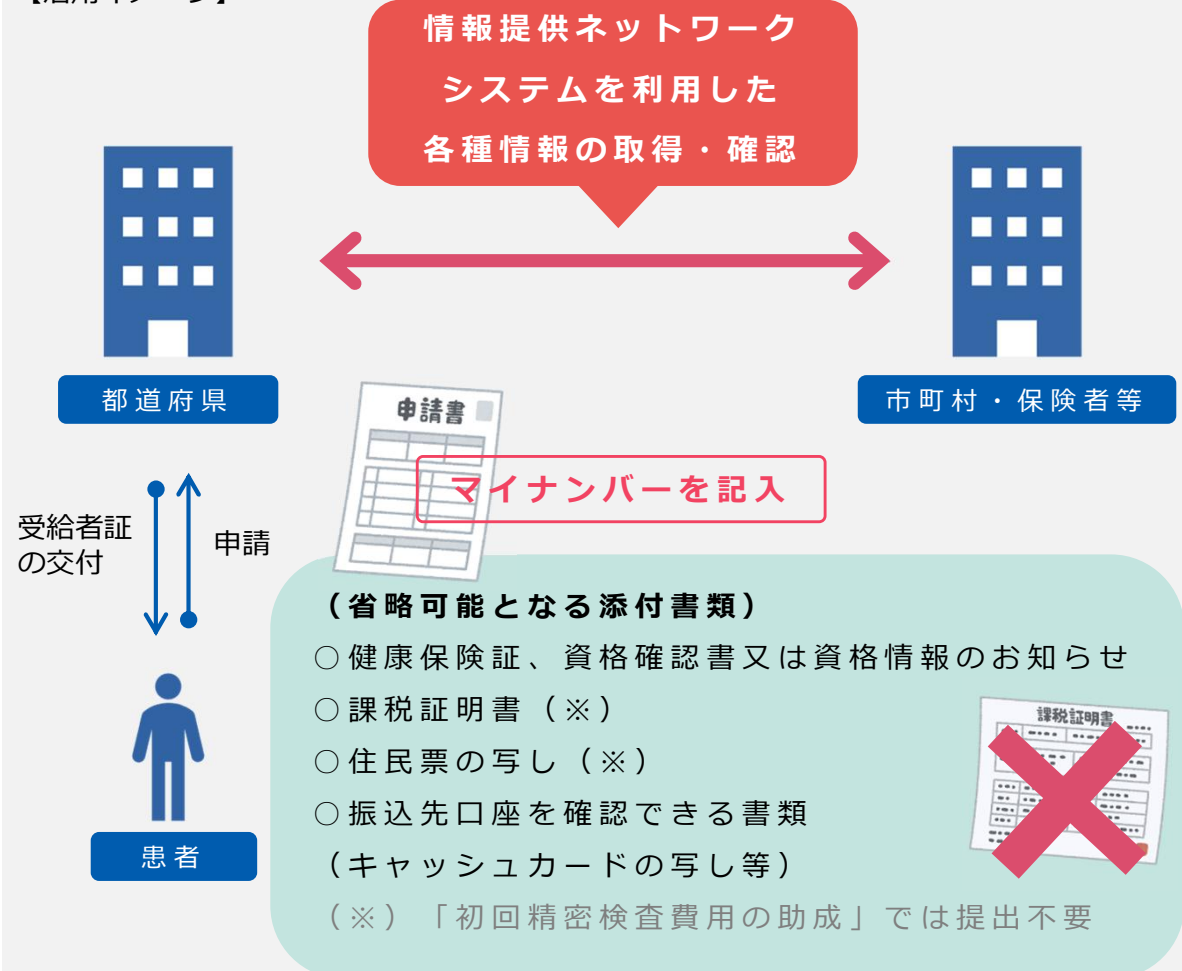 情報提供ネットワーク
システムを利用した
各種情報の取得・確認
都道府県
市町村・保険者等
申請書
マイナンバーを記入
受給者証
の交付
申請
(省略可能となる添付書類)
○健康保険証、資格確認書又は資格情報のお知らせ
○課税証明書(※)
○住民票の写し(※)
○振込先口座を確認できる書類
(キャッシュカードの写し等)
(※)「初回精密検査費用の助成」では提出不要
課税証明書
患者